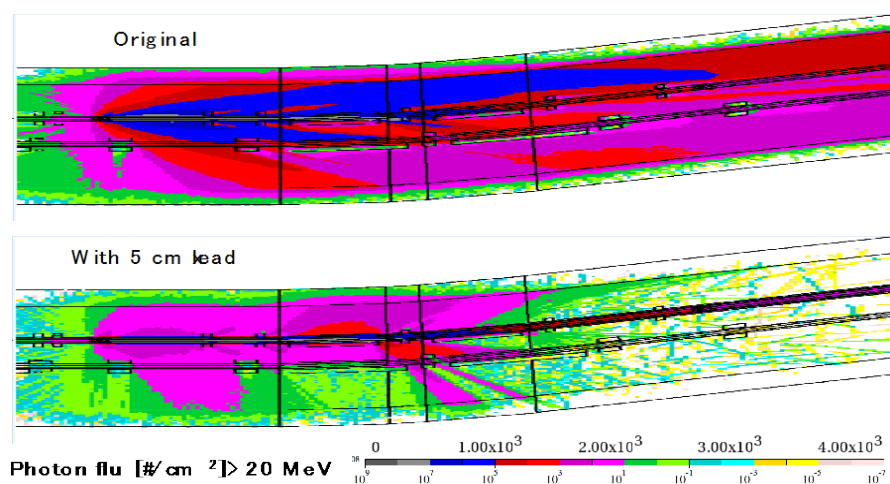 Original
With 5 cm lead
0 1.00x10³ 2.00x10³ 3.00x10³ 4.00x10³
Photon flu [#/cm ²]> 20 MeV
10⁹ 10⁷ 10⁵ 10³ 10¹ 10⁻¹ 10⁻³ 10⁻⁵ 10⁻⁷